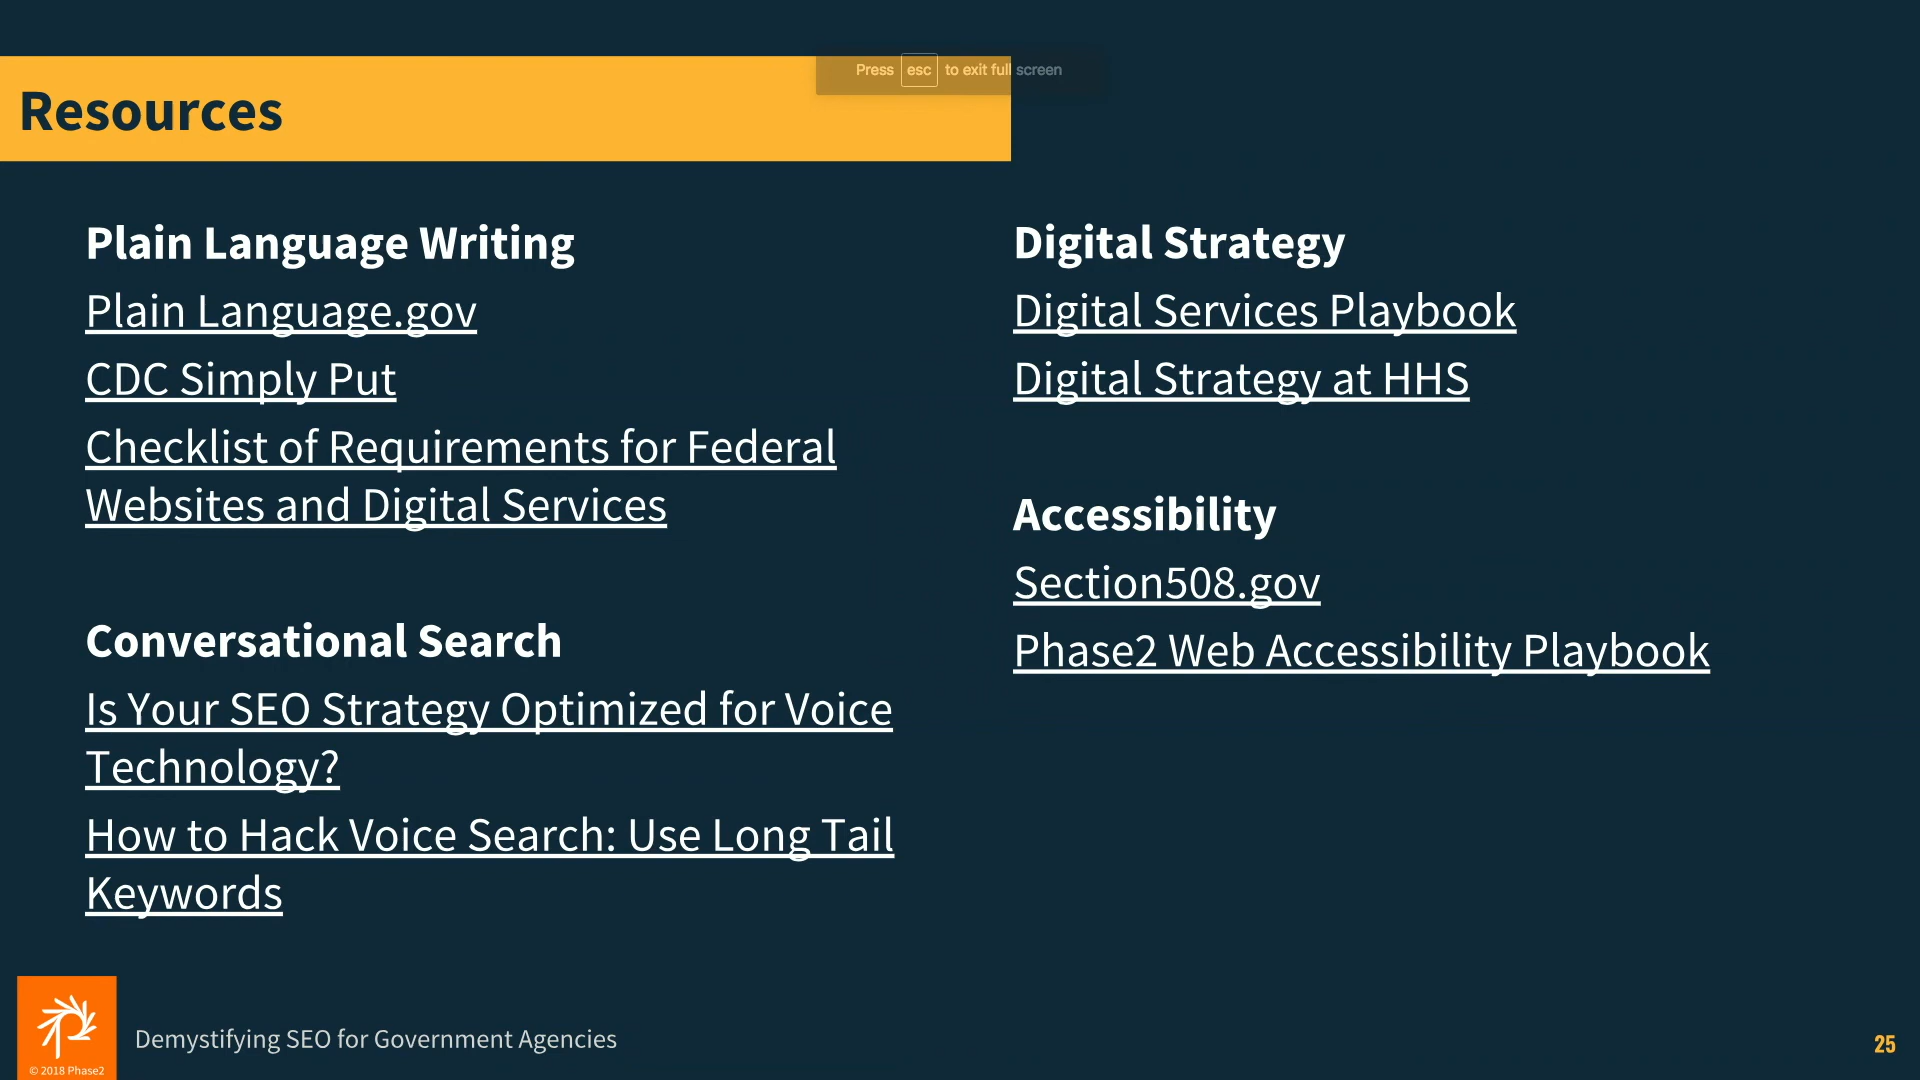 Press esc to exit full screen
Resources
Plain Language Writing
Plain Language.gov
CDC Simply Put
Checklist of Requirements for Federal
Websites and Digital Services
Conversational Search
Is Your SEO Strategy Optimized for Voice
Technology?
How to Hack Voice Search: Use Long Tail
Keywords
Digital Strategy
Digital Services Playbook
Digital Strategy at HHS
Accessibility
Section508.gov
Phase2 Web Accessibility Playbook
© 2018 Phase2
Demystifying SEO for Government Agencies
25